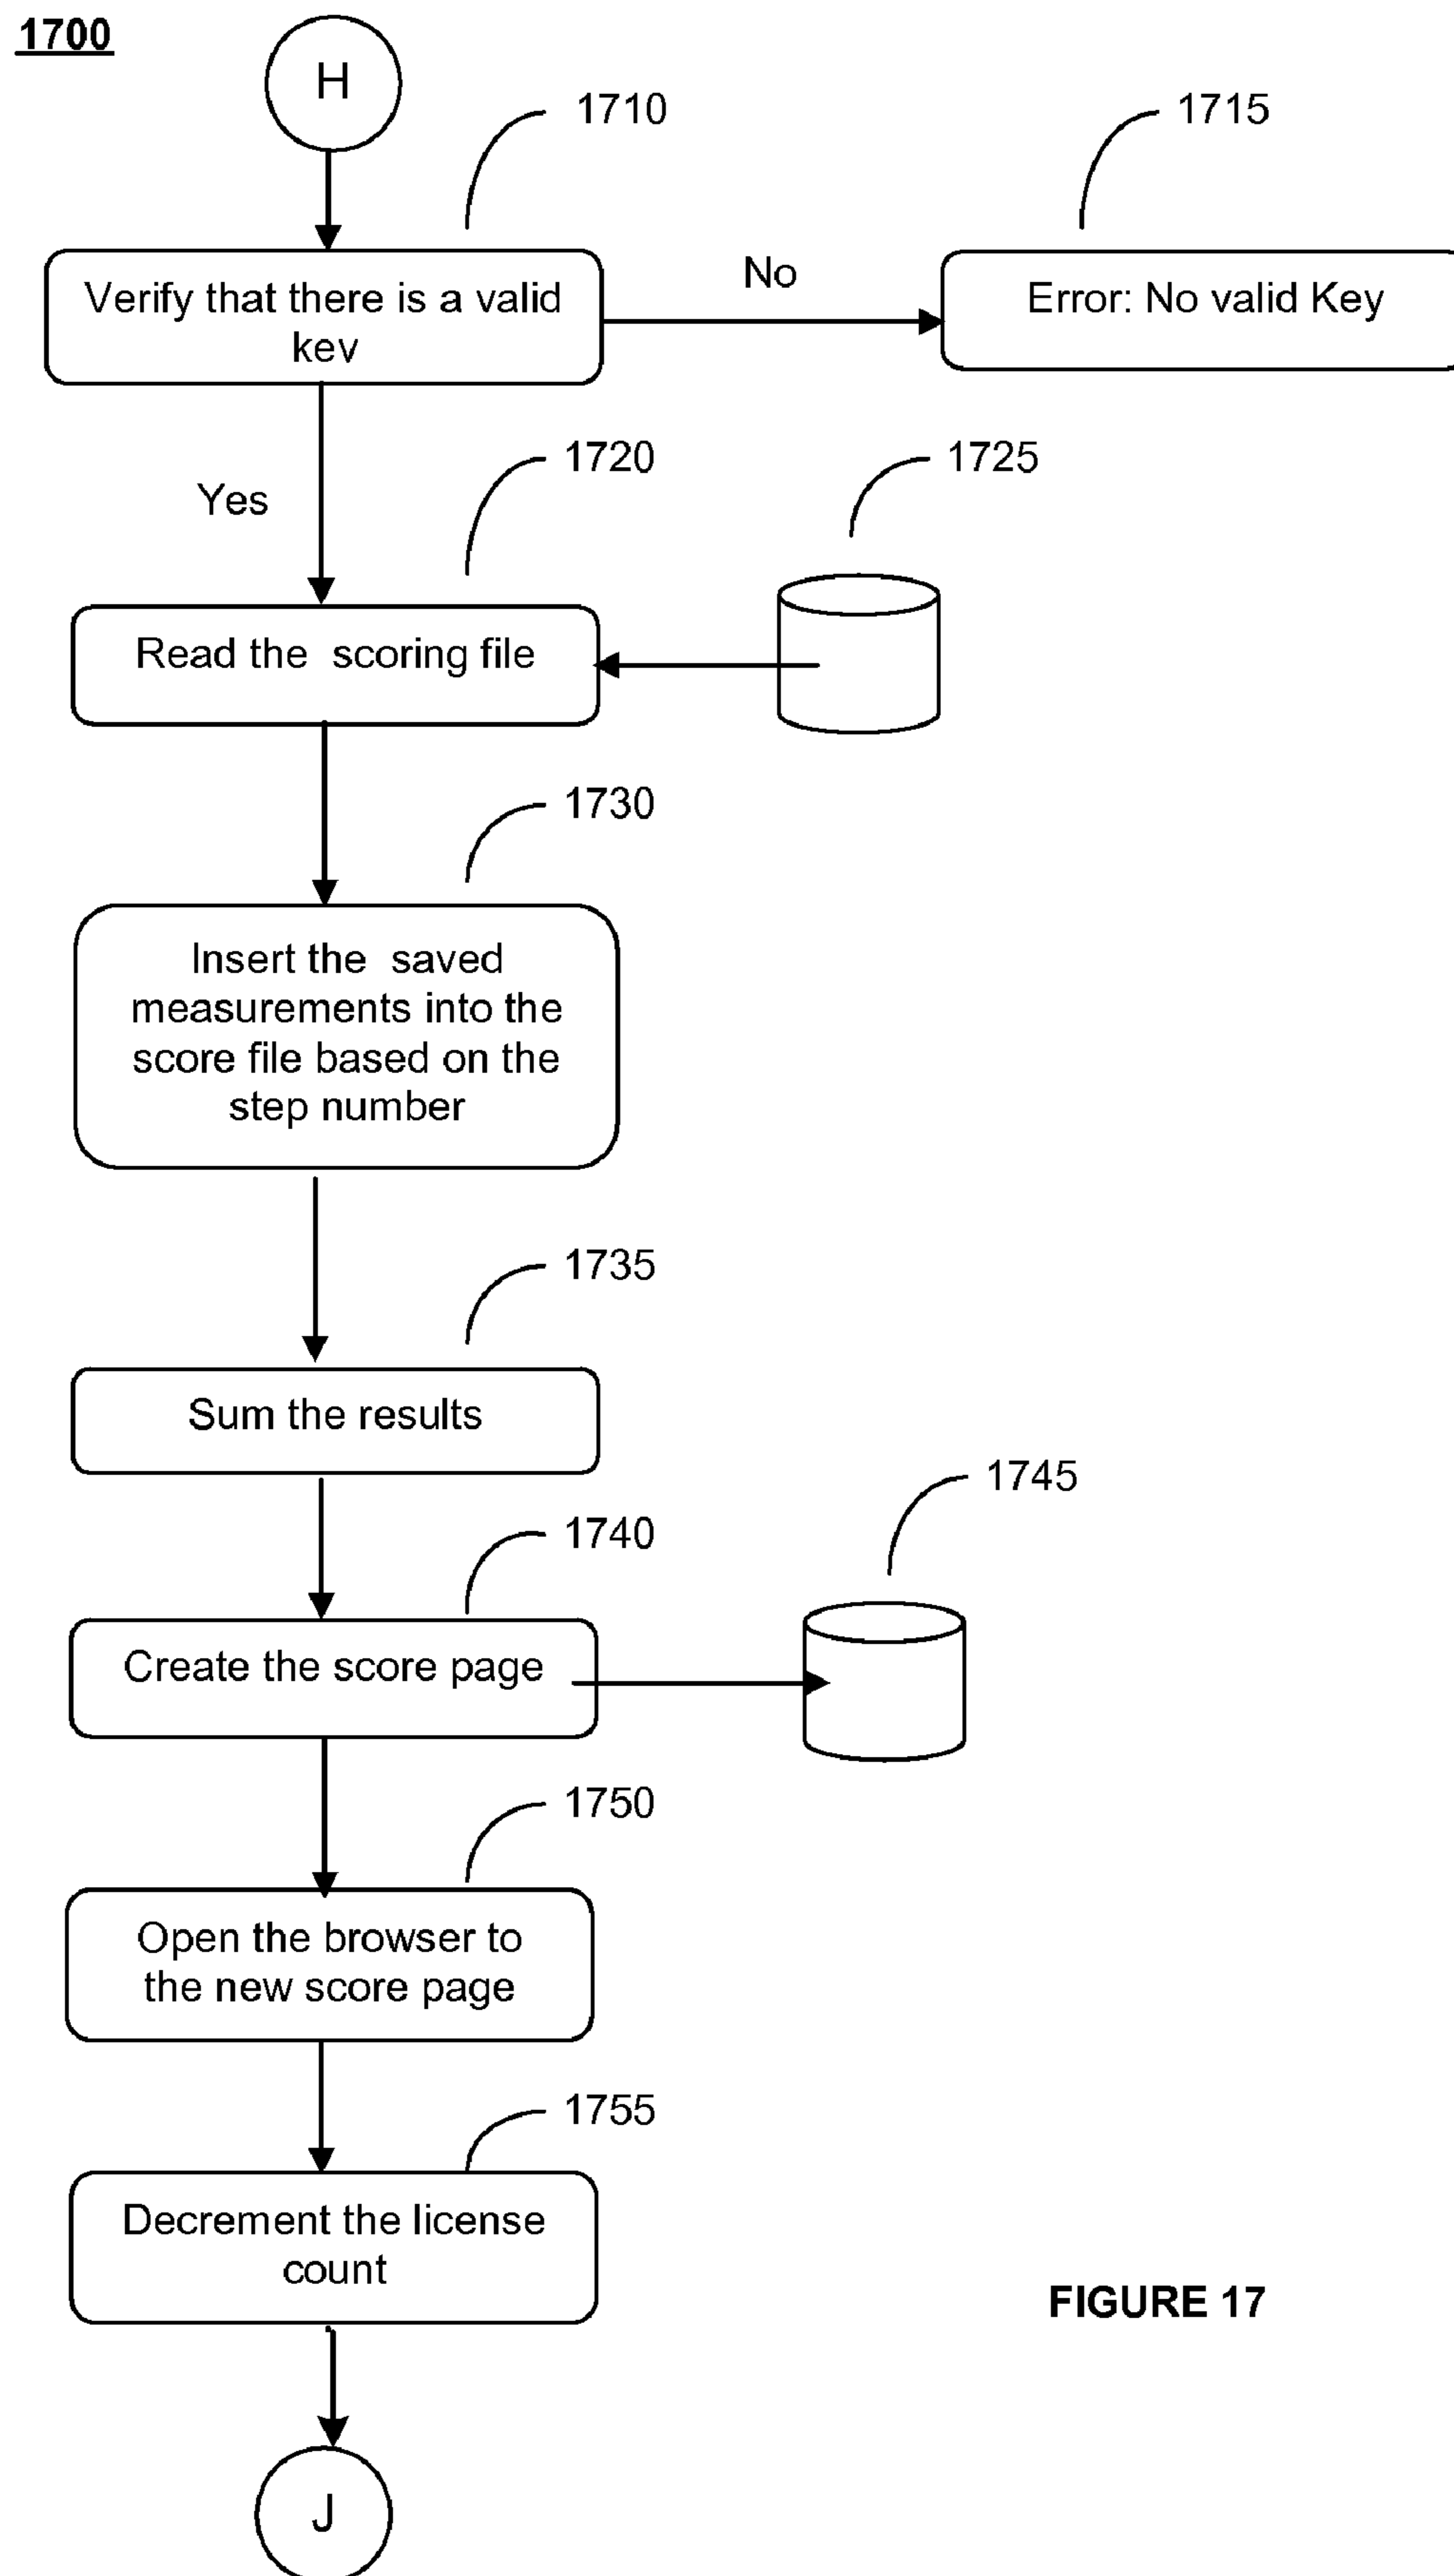 1700
H
1710
1715
Verify that there is a valid
kev
No
Error: No valid Key
1720
1725
Yes
Read the scoring file
1730
Insert the saved
measurements into the
score file based on the
step number
1735
Sum the results
1745
1740
Create the score page
1750
Open the browser to
the new score page
1755
Decrement the license
count
FIGURE 17
J